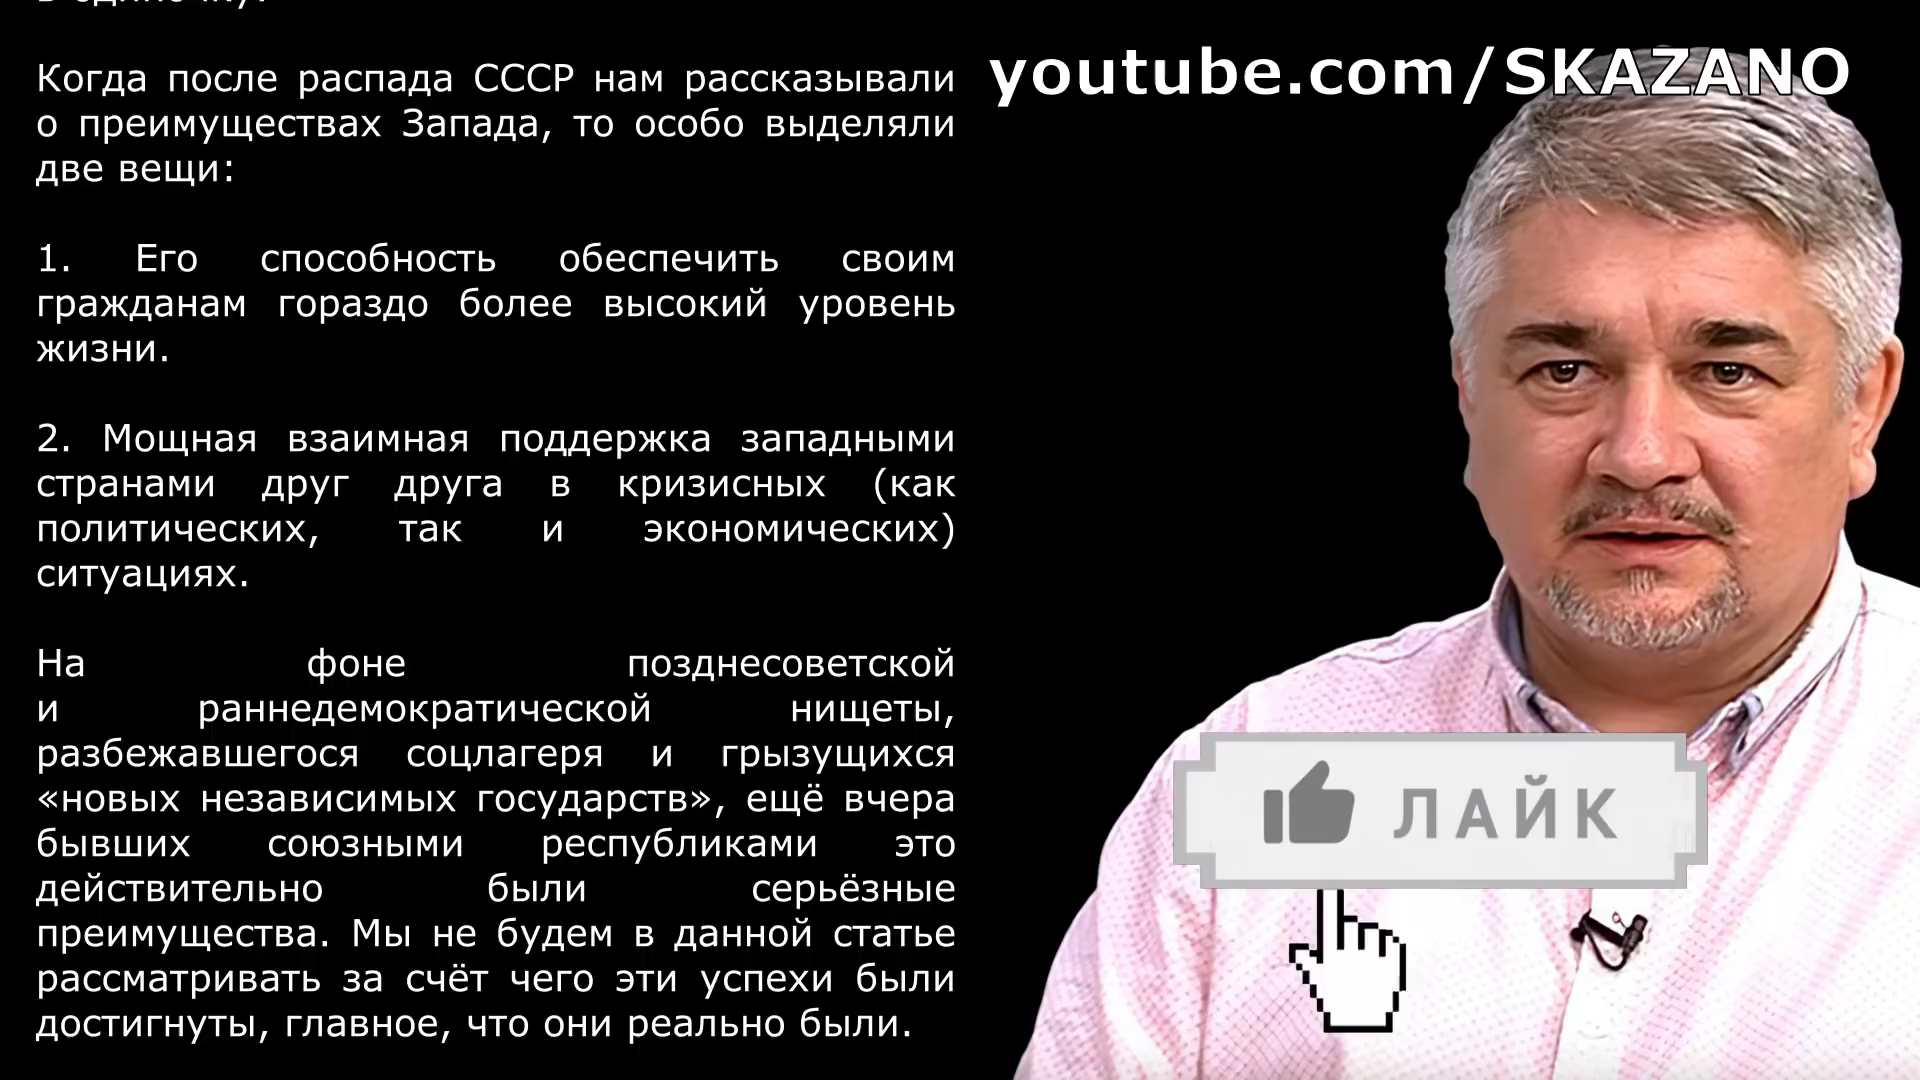 Когда после распада СССР нам рассказывали
о преимуществах Запада, то особо выделяли
две вещи:
1. Его способность обеспечить своим
гражданам гораздо более высокий уровень
жизни.
2. Мощная взаимная поддержка западными
странами друг друга в кризисных (как
политических, так и экономических)
ситуациях.
На фоне позднесоветской
и раннедемократической нищеты,
разбежавшегося соцлагеря и грызущихся
«новых независимых государств», ещё вчера
бывших союзными республиками это
действительно были серьёзные
преимущества. Мы не будем в данной статье
рассматривать за счёт чего эти успехи были
достигнуты, главное, что они реально были.
youtube.com/SKAZANO
ЛАЙК